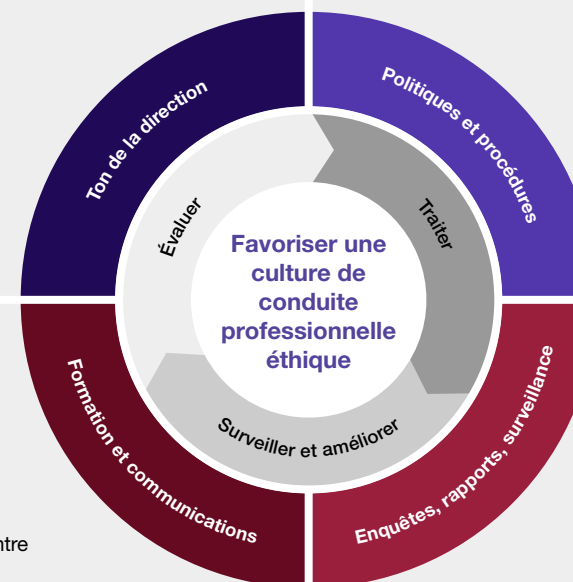 Ton de la direction
Politiques et procédures
Évaluer
Traiter
Favoriser une
culture de
conduite
professionnelle
éthique
Surveiller et améliorer
Formation et communications
Enquêtes, rapports, surveillance